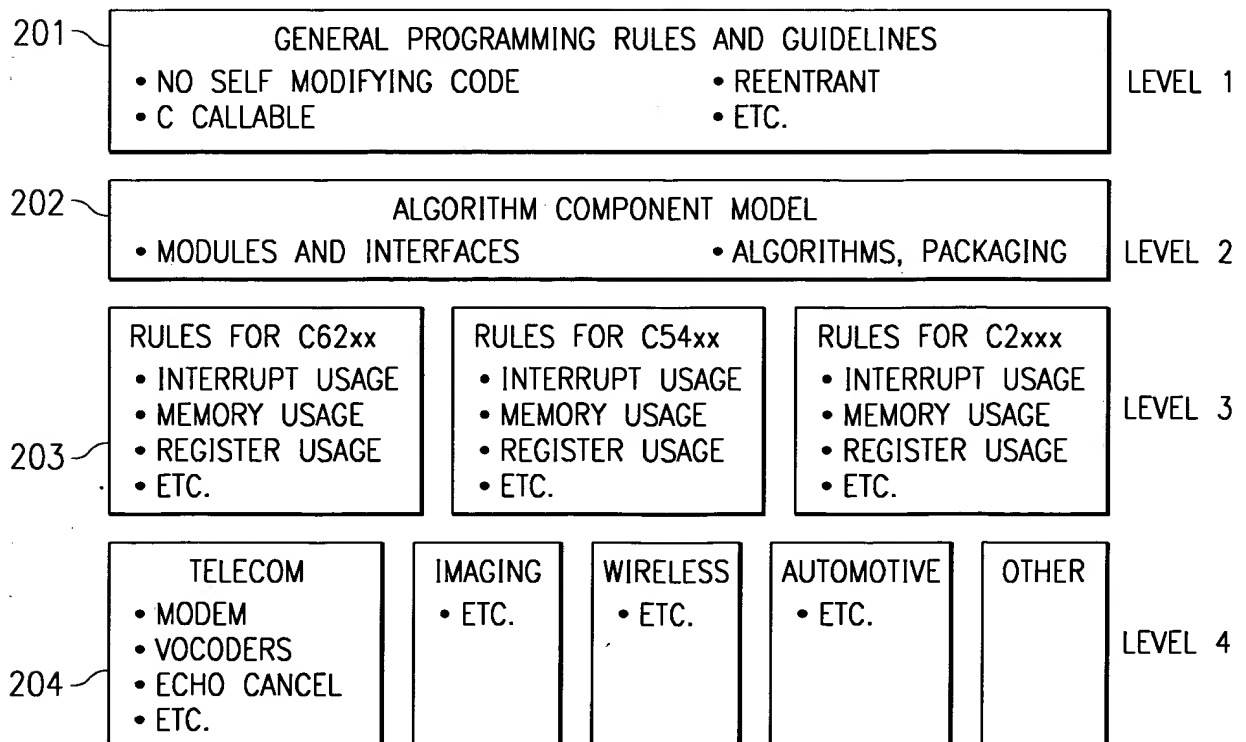 201
GENERAL PROGRAMMING RULES AND GUIDELINES
• NO SELF MODIFYING CODE • REENTRANT
• C CALLABLE • ETC.
LEVEL 1
202
ALGORITHM COMPONENT MODEL
• MODULES AND INTERFACES • ALGORITHMS, PACKAGING
LEVEL 2
203
RULES FOR C62xx
• INTERRUPT USAGE
• MEMORY USAGE
• REGISTER USAGE
• ETC.
RULES FOR C54xx
• INTERRUPT USAGE
• MEMORY USAGE
• REGISTER USAGE
• ETC.
RULES FOR C2xxx
• INTERRUPT USAGE
• MEMORY USAGE
• REGISTER USAGE
• ETC.
LEVEL 3
204
TELECOM
• MODEM
• VOCODERS
• ECHO CANCEL
• ETC.
IMAGING
• ETC.
WIRELESS
• ETC.
AUTOMOTIVE
• ETC.
OTHER
LEVEL 4